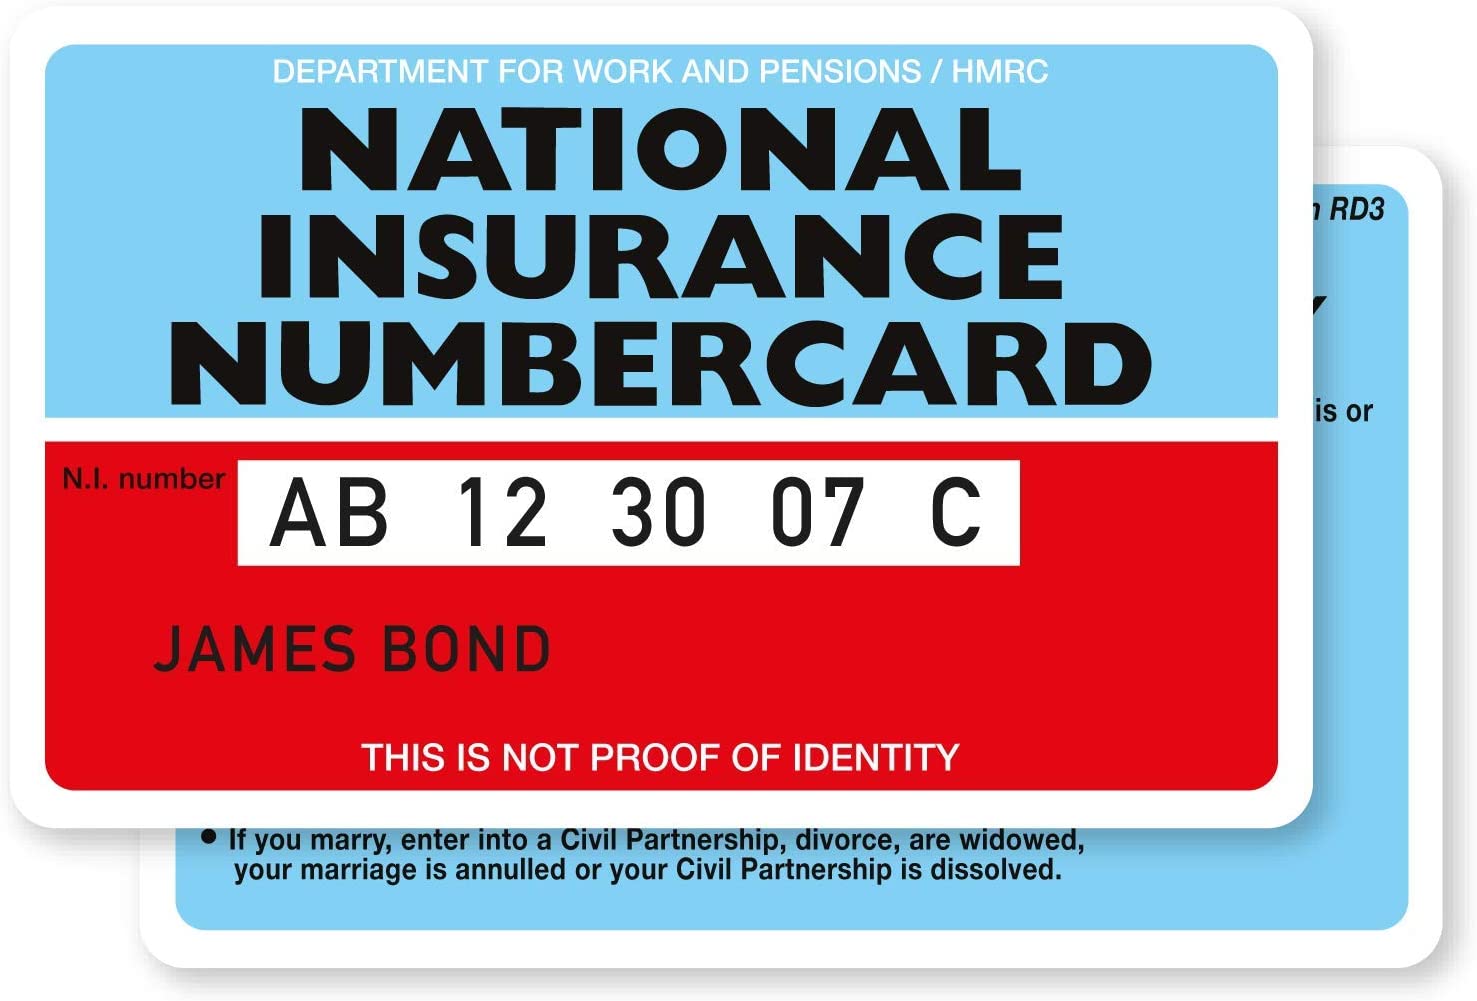 DEPARTMENT FOR WORK AND PENSIONS / HMRC
NATIONAL
INSURANCE
NUMBERCARD
N.I. number AB 12 30 07 C
JAMES BOND
THIS IS NOT PROOF OF IDENTITY
RD3
is or
• If you marry, enter into a Civil Partnership, divorce, are widowed,
your marriage is annulled or your Civil Partnership is dissolved.